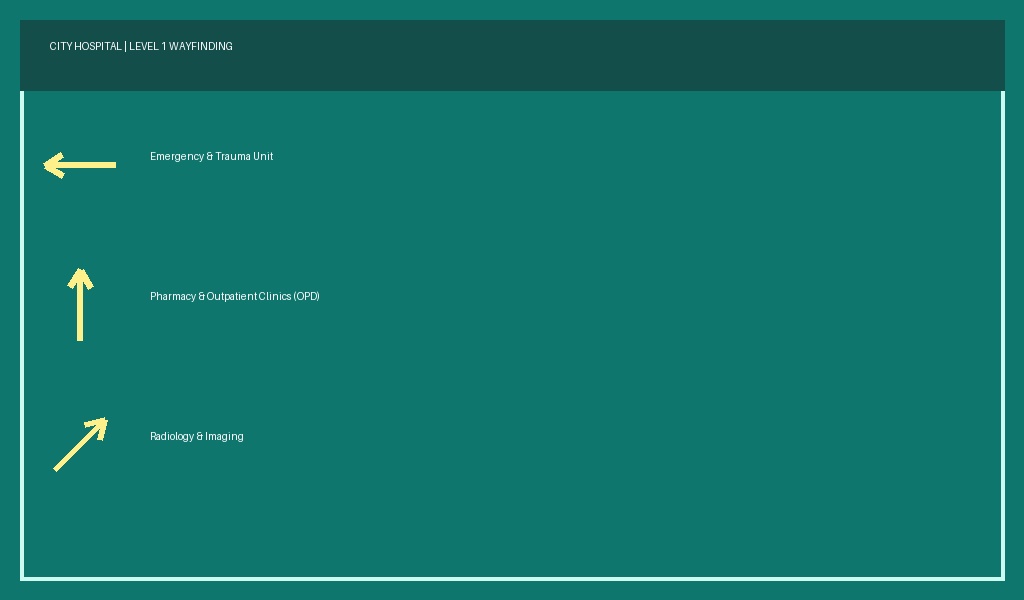 CITY HOSPITAL | LEVEL 1 WAYFINDING
Emergency & Trauma Unit
Pharmacy & Outpatient Clinics (OPD)
Radiology & Imaging